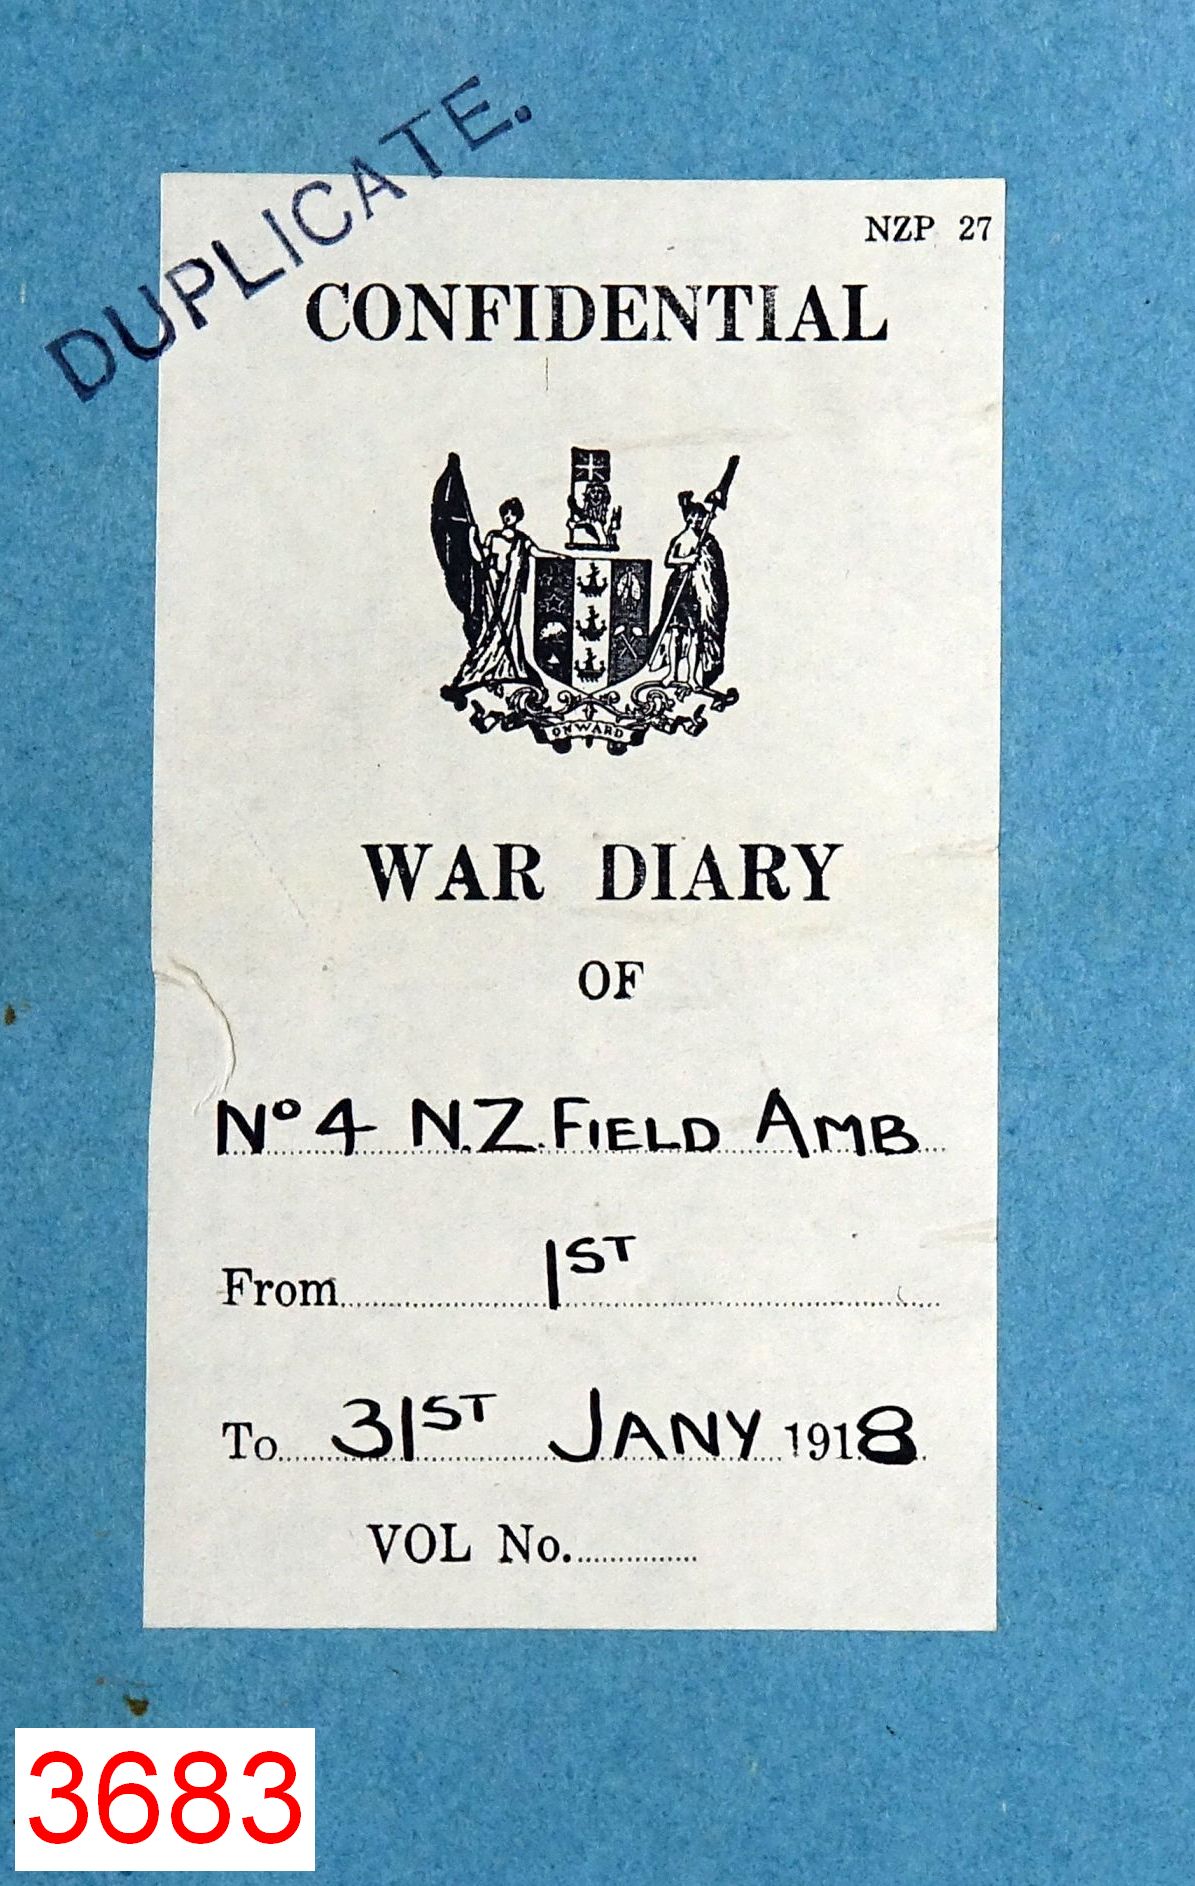 DUPLICATE.
NZP 27
CONFIDENTIAL
ONWARD
WAR DIARY
OF
Nº 4 N.Z. FIELD AMB
From 1ST
To 31ST JANY 1918
VOL No.
3683